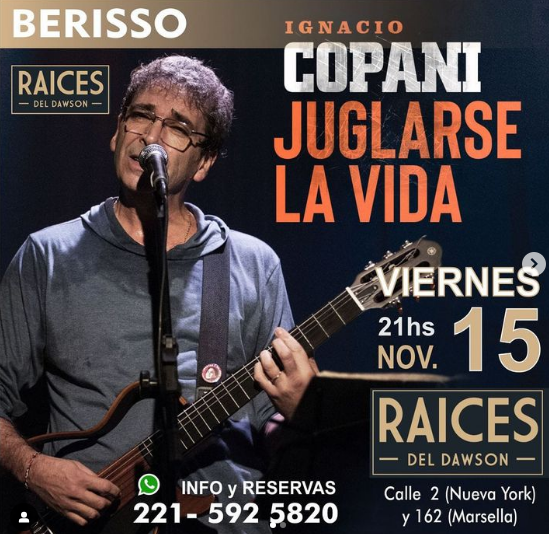 BERISSO
RAICES
DEL DAWSON
IGNACIO
COPANI
JUGLARSE
LA VIDA
VIERNES
21hs
NOV. 15
RAICES
DEL DAWSON
Calle 2 (Nueva York)
y 162 (Marsella)
INFO y RESERVAS
221- 592 5820